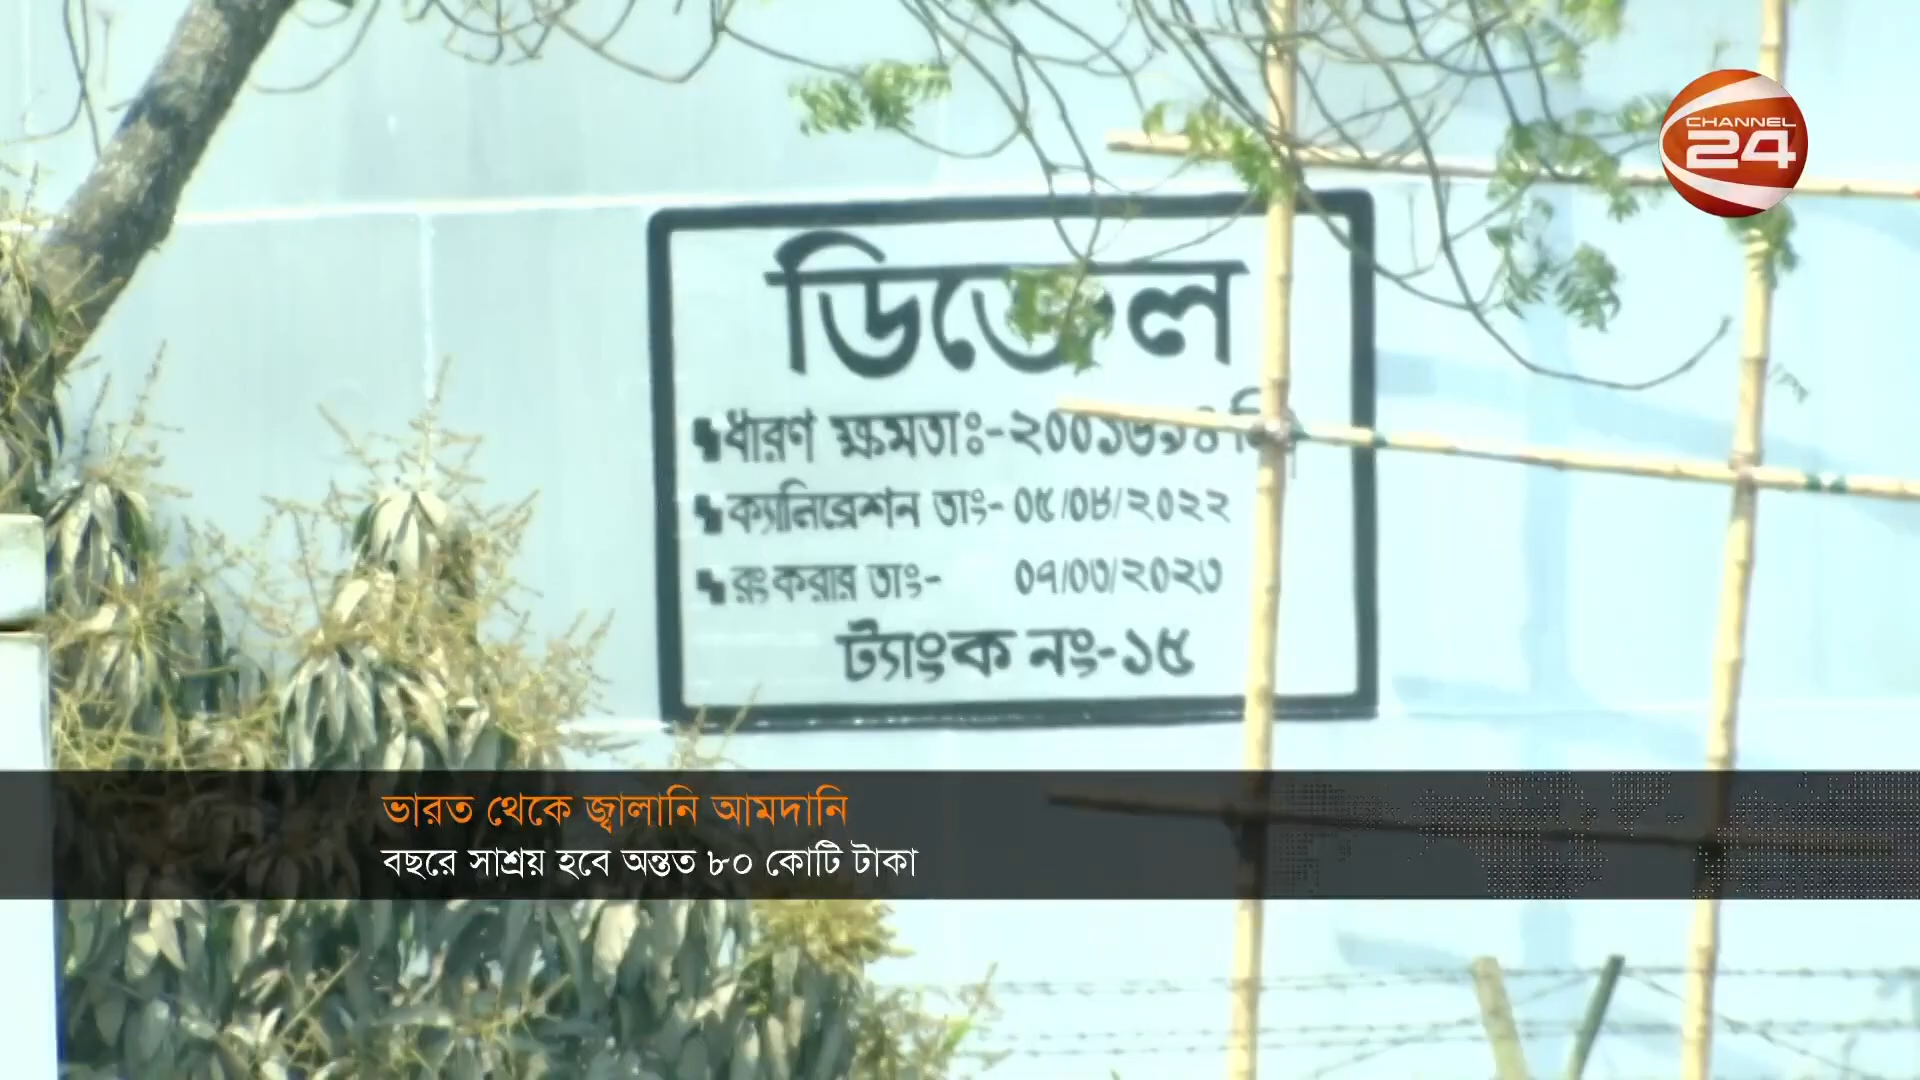 CHANNEL
24
ডিজেল
ধারণ ক্ষমতাঃ-
ক্যালিব্রেশন তাং- ০৫/০৮/২০২২
রং করার তাং- ০৭/০৩/২০২৩
ট্যাংক নং-১৫
ভারত থেকে জ্বালানি আমদানি
বছরে সাশ্রয় হবে অন্তত ৮০ কোটি টাকা